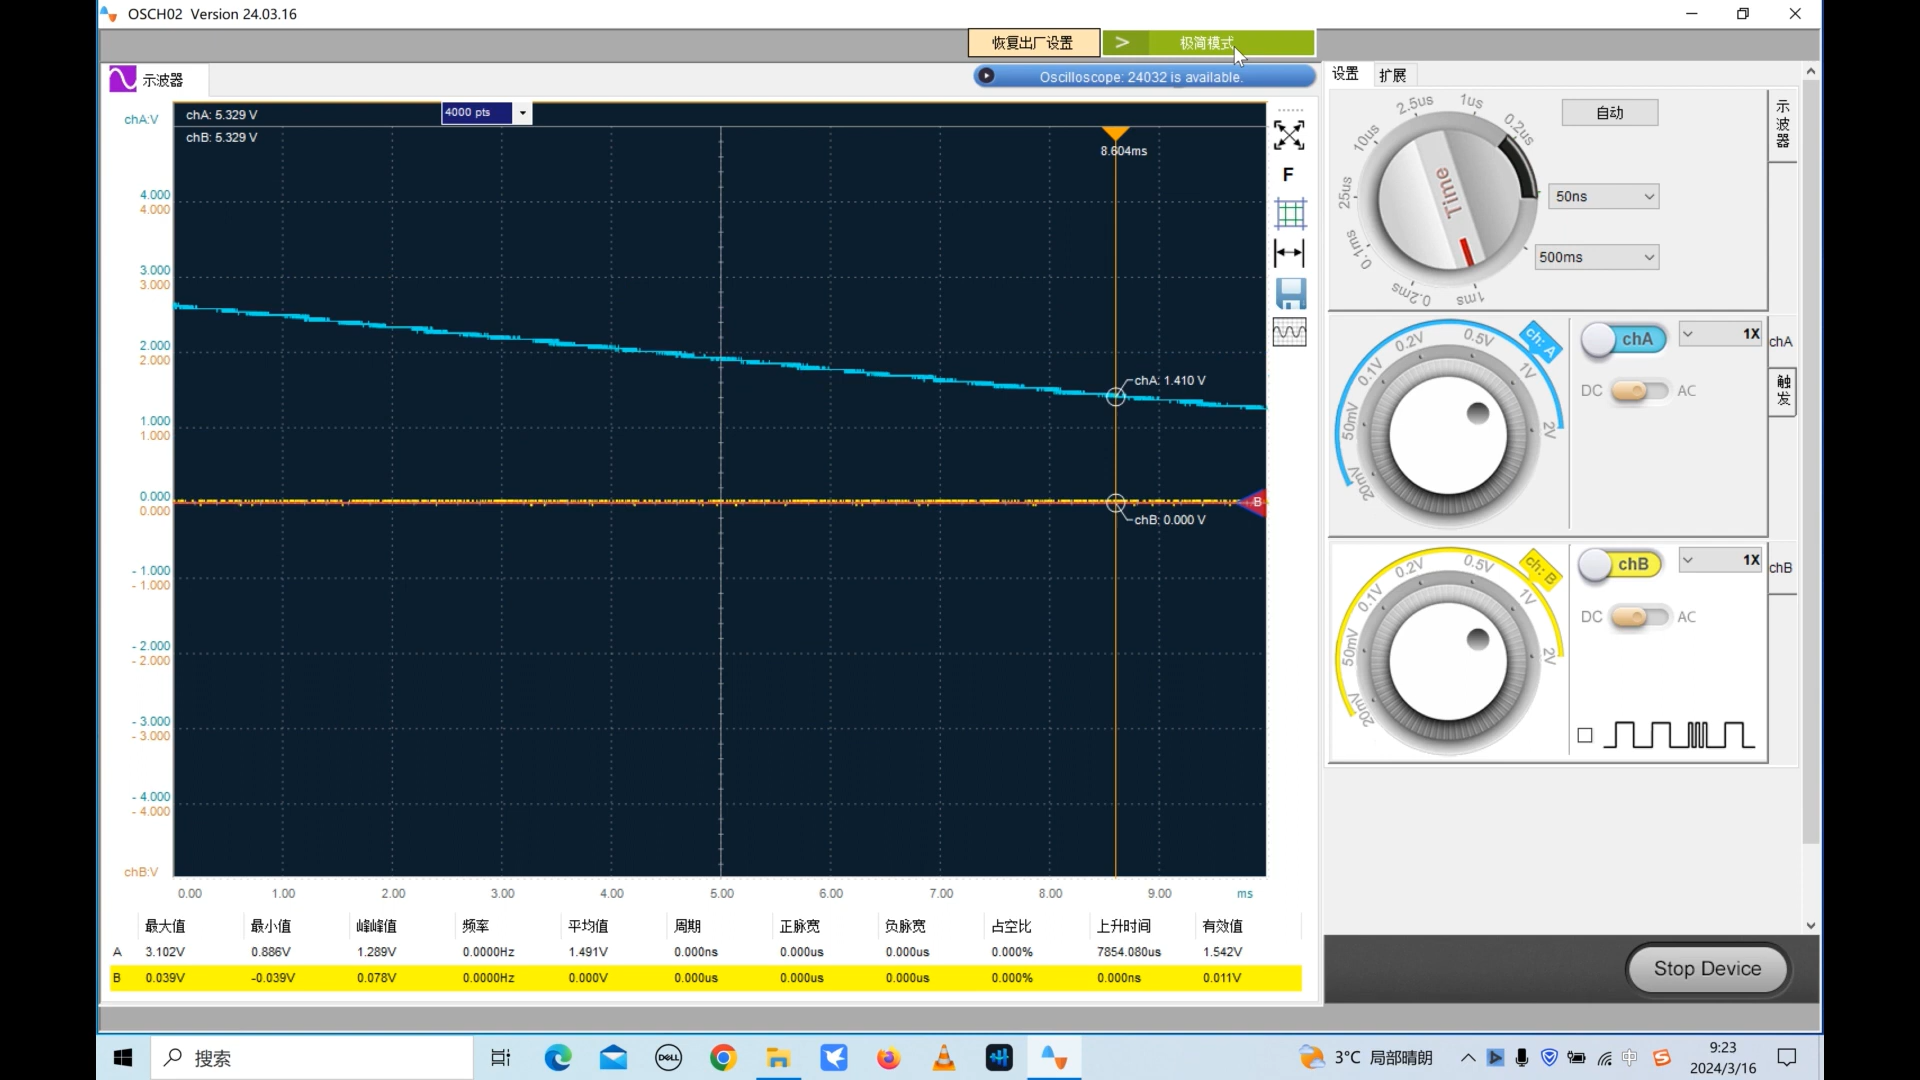 OSCH02 Version 24.03.16
恢复出厂设置
> 极简模式
示波器
Oscilloscope: 24032 is available.
设置 扩展
chA:V
chA: 5.329 V
4000 pts
chB: 5.329 V
8.604ms
F
4.000
4.000
3.000
3.000
2.000
2.000
1.000
1.000
0.000
0.000
- 1.000
- 1.000
- 2.000
- 2.000
- 3.000
- 3.000
- 4.000
- 4.000
chB:V
chA: 1.410 V
chB: 0.000 V
B
0.00 1.00 2.00 3.00 4.00 5.00 6.00 7.00 8.00 9.00 ms
最大值 最小值 峰峰值 频率 平均值 周期 正脉宽 负脉宽 占空比 上升时间 有效值
A 3.102V 0.886V 1.289V 0.0000Hz 1.491V 0.000ns 0.000us 0.000us 0.000% 7854.080us 1.542V
B 0.039V -0.039V 0.078V 0.0000Hz 0.000V 0.000us 0.000us 0.000us 0.000% 0.000ns 0.011V
2.5us 1us 0.2us 10us 25us 0.1ms 0.2ms 1ms
Time
自动
50ns
500ms
示波器
20mV 50mV 0.1V 0.2V 0.5V 1V 2V
ch: A
chA
1X
chA
DC AC
触发
20mV 50mV 0.1V 0.2V 0.5V 1V 2V
ch: B
chB
1X
chB
DC AC
Stop Device
搜索
DELL
3°C 局部晴朗
中
S
9:23
2024/3/16